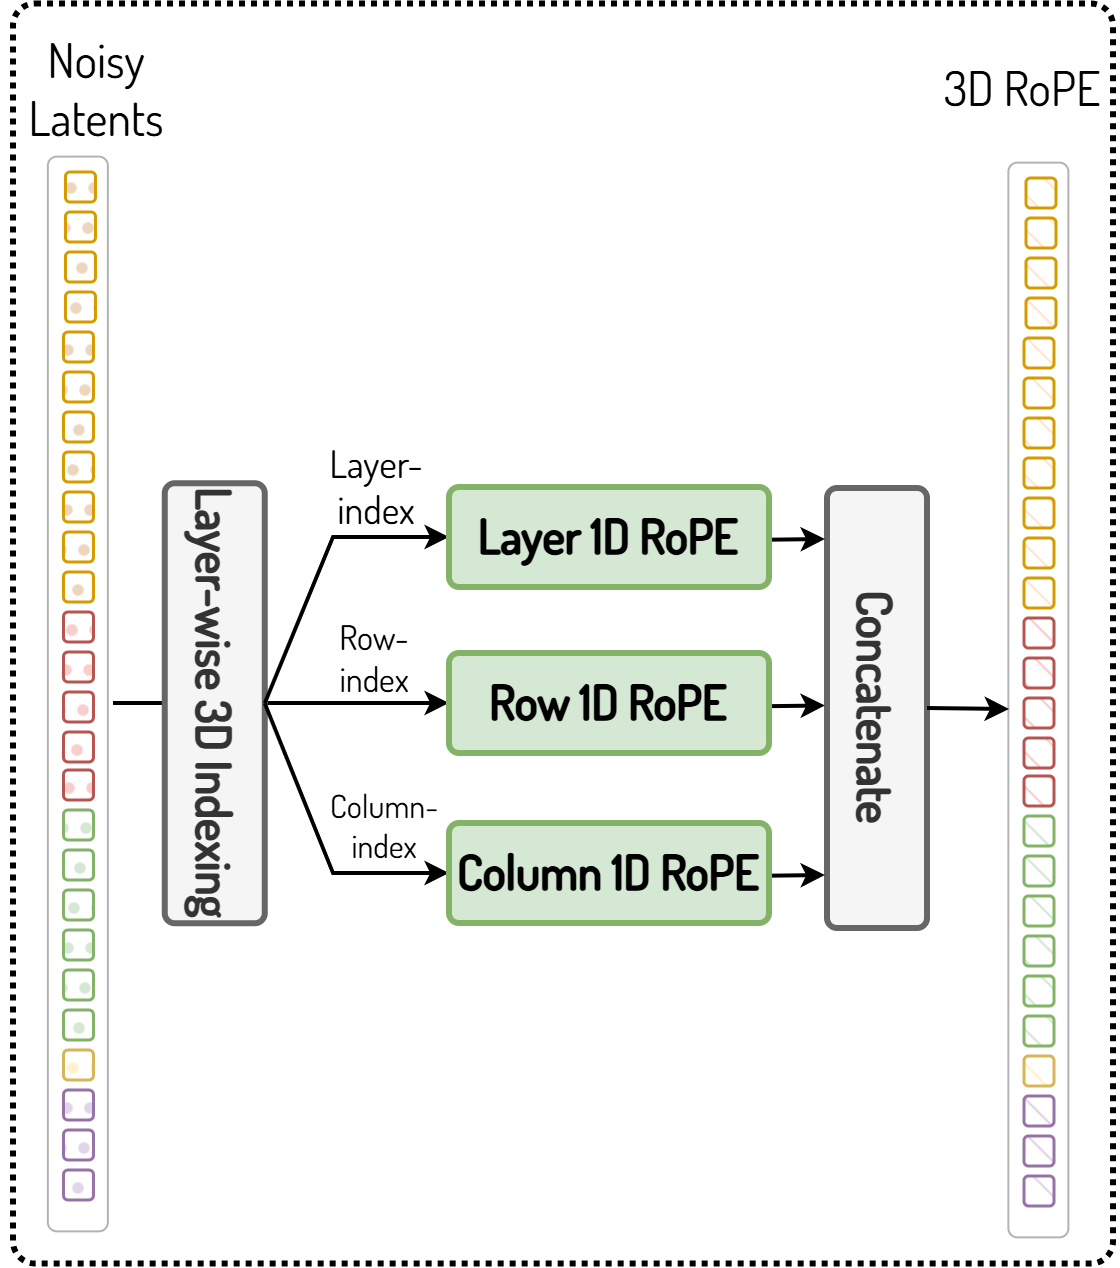 Noisy
Latents
3D RoPE
Layer-wise 3D Indexing
Layer-
index
Layer 1D RoPE
Row-
index
Row 1D RoPE
Column-
index
Column 1D RoPE
Concatenate